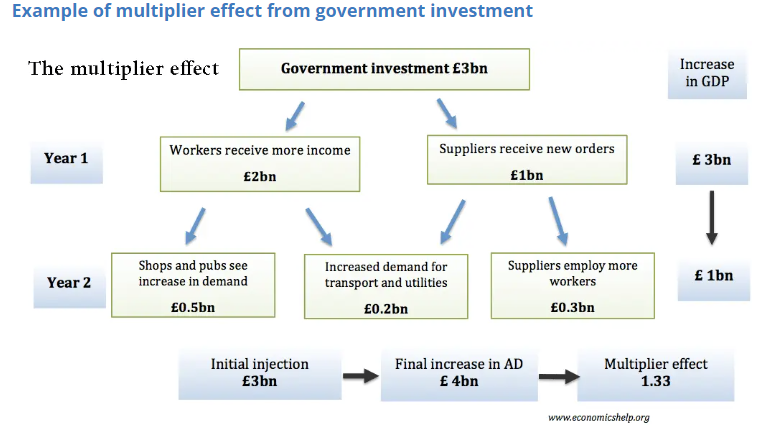 Example of multiplier effect from government investment
The multiplier effect
Government investment £3bn
Increase
in GDP
Year 1
Workers receive more income
£2bn
Suppliers receive new orders
£1bn
£ 3bn
Year 2
Shops and pubs see
increase in demand
£0.5bn
Increased demand for
transport and utilities
£0.2bn
Suppliers employ more
workers
£0.3bn
£ 1bn
Initial injection
£3bn
Final increase in AD
£ 4bn
Multiplier effect
1.33
www.economicshelp.org